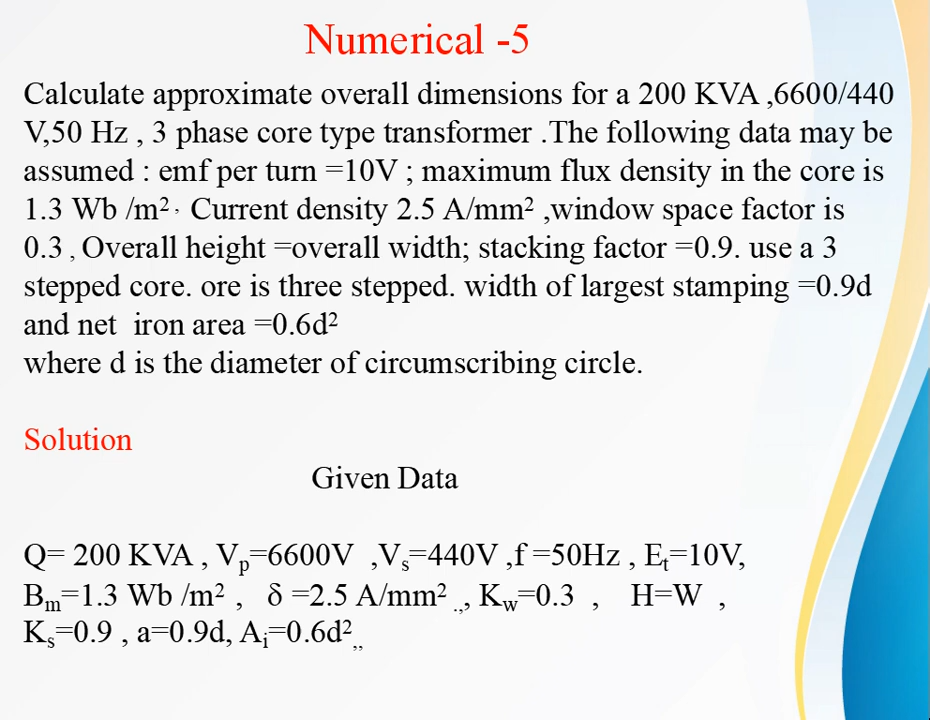 Numerical -5
Calculate approximate overall dimensions for a 200 KVA ,6600/440
V,50 Hz , 3 phase core type transformer .The following data may be
assumed : emf per turn =10V ; maximum flux density in the core is
1.3 Wb /m² , Current density 2.5 A/mm² ,window space factor is
0.3 , Overall height =overall width; stacking factor =0.9. use a 3
stepped core. ore is three stepped. width of largest stamping =0.9d
and net iron area =0.6d²
where d is the diameter of circumscribing circle.
Solution
Given Data
Q= 200 KVA , Vp=6600V ,Vs=440V ,f =50Hz , Et=10V,
Bm=1.3 Wb /m² , δ =2.5 A/mm² .,, Kw=0.3 , H=W ,
Ks=0.9 , a=0.9d, Ai=0.6d²,,